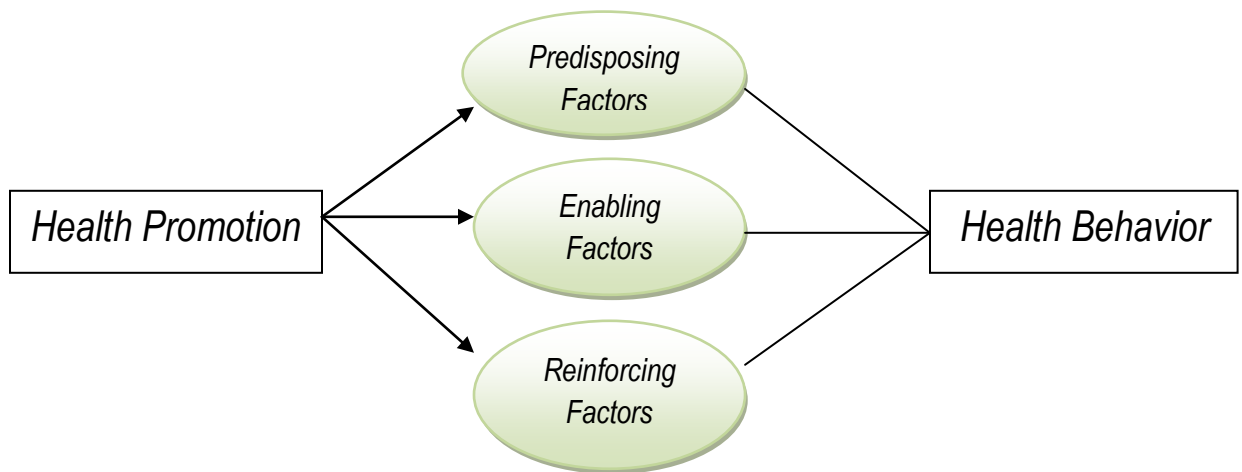 Health Promotion
Predisposing
Factors
Enabling
Factors
Reinforcing
Factors
Health Behavior